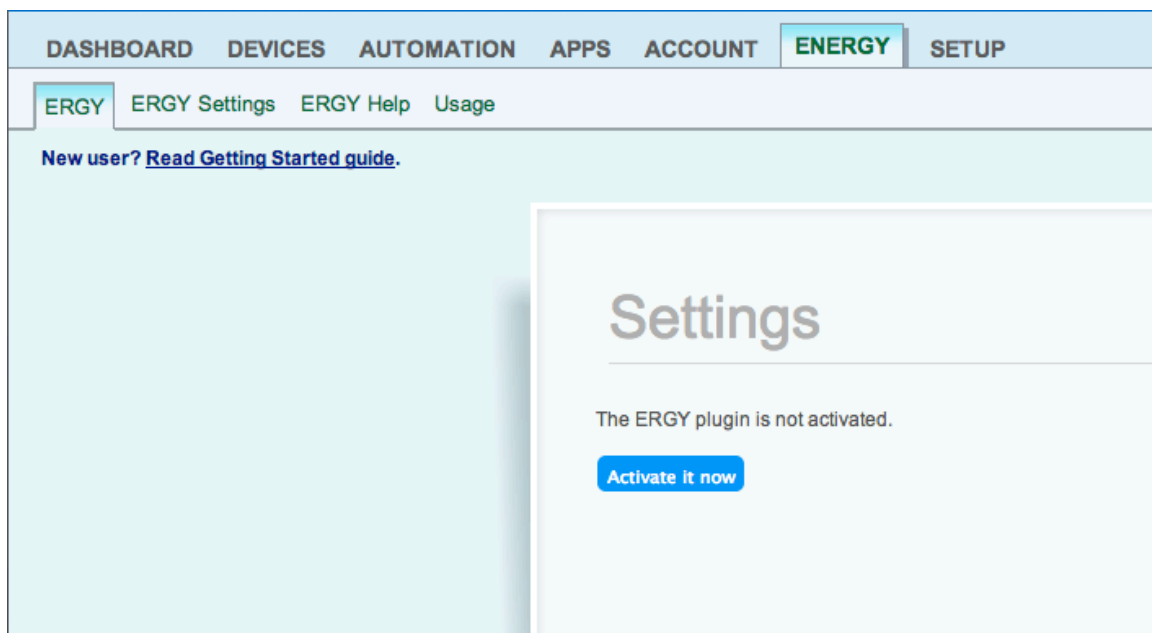 DASHBOARD DEVICES AUTOMATION APPS ACCOUNT ENERGY SETUP
ERGY ERGY Settings ERGY Help Usage
New user? Read Getting Started guide.
Settings
The ERGY plugin is not activated.
Activate it now